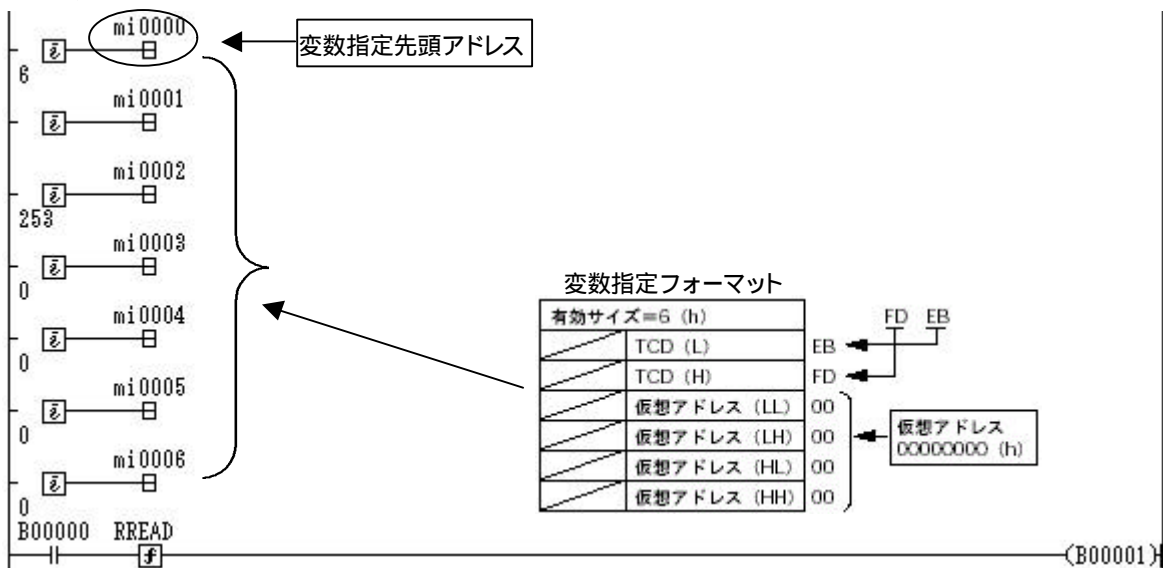 mi0000
変数指定先頭アドレス
6
mi0001
mi0002
253
mi0003
0
mi0004
0
mi0005
0
mi0006
0
変数指定フォーマット
有効サイズ=6 (h)
FD EB
TCD (L) EB
TCD (H) FD
仮想アドレス (LL) 00
仮想アドレス (LH) 00
仮想アドレス (HL) 00
仮想アドレス (HH) 00
仮想アドレス
00000000 (h)
B00000 RREAD
f
(B00001)